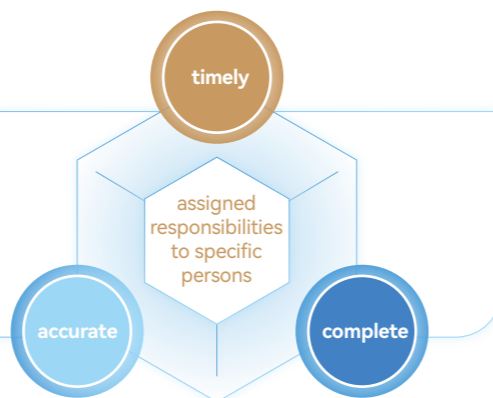 timely
assigned
responsibilities
to specific
persons
accurate
complete